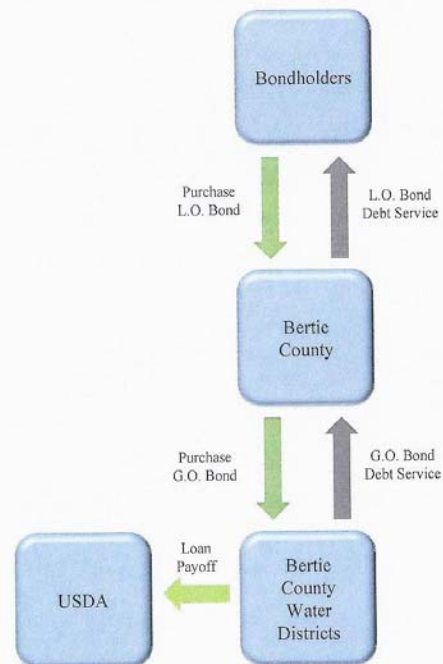 Bondholders
Purchase
L.O. Bond
L.O. Bond
Debt Service
Bertie
County
Purchase
G.O. Bond
G.O. Bond
Debt Service
Loan
Payoff
USDA
Bertie
County
Water
Districts